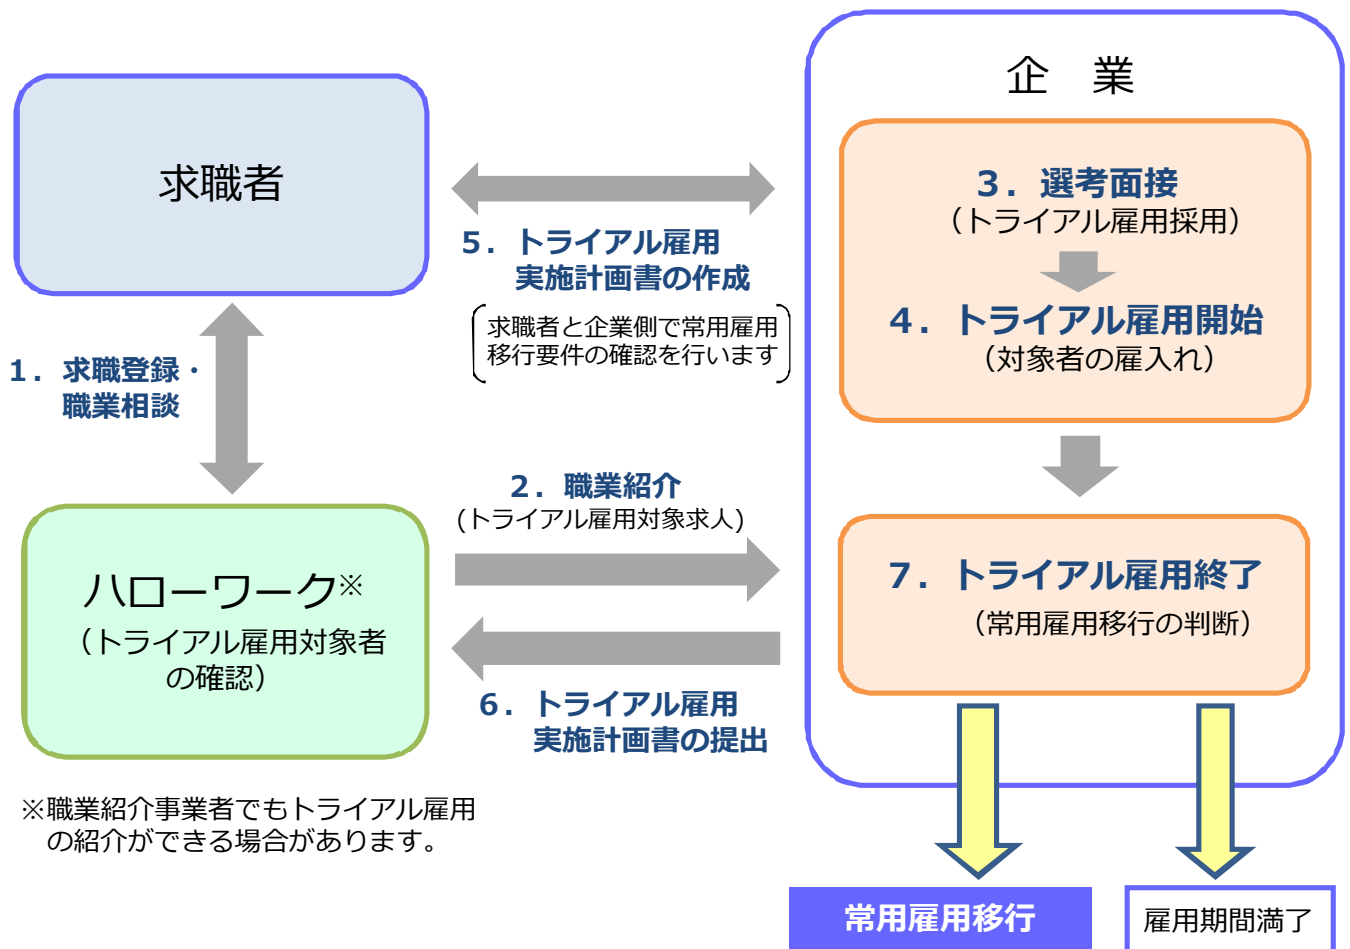 企　業
求職者
３．選考面接
（トライアル雇用採用）
５．トライアル雇用
実施計画書の作成
求職者と企業側で常用雇用
移行要件の確認を行います
４．トライアル雇用開始
（対象者の雇入れ）
１．求職登録・
職業相談
２．職業紹介
(トライアル雇用対象求人)
ハローワーク※
（トライアル雇用対象者
の確認）
７．トライアル雇用終了
（常用雇用移行の判断）
６．トライアル雇用
実施計画書の提出
※職業紹介事業者でもトライアル雇用
の紹介ができる場合があります。
常用雇用移行
雇用期間満了